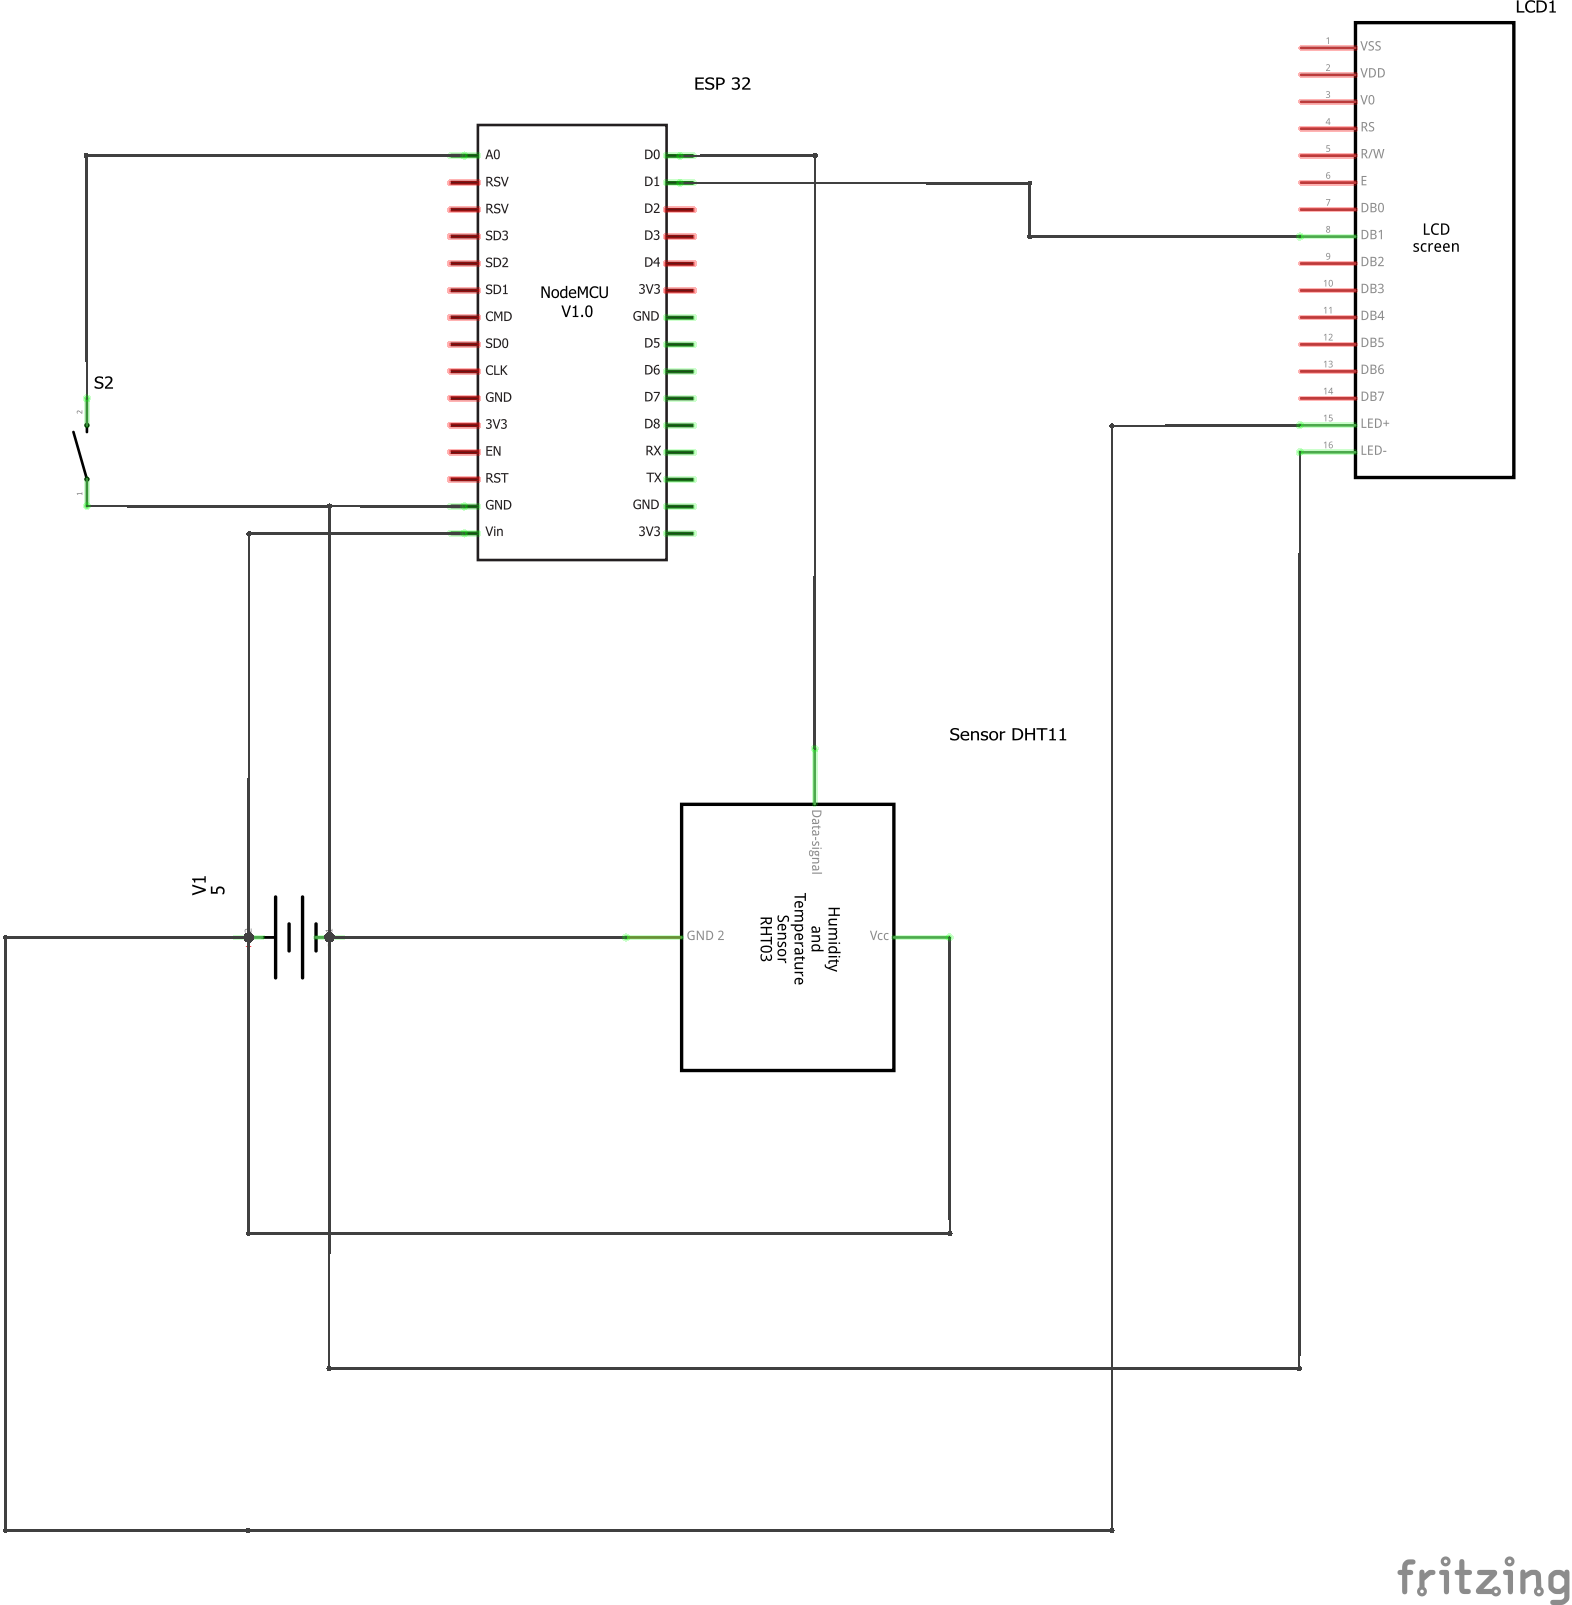 LCD1
ESP 32
A0
RSV
RSV
SD3
SD2
SD1
CMD
SD0
CLK
GND
3V3
EN
RST
GND
Vin
NodeMCU
V1.0
D0
D1
D2
D3
D4
3V3
GND
D5
D6
D7
D8
RX
TX
GND
3V3
1 VSS
2 VDD
3 V0
4 RS
5 R/W
6 E
7 DB0
8 DB1
9 DB2
10 DB3
11 DB4
12 DB5
13 DB6
14 DB7
15 LED+
16 LED-
LCD
screen
S2
2
1
Sensor DHT11
Data-signal
Humidity
and
Temperature
Sensor
RHT03
GND 2
Vcc
V1
5
fritzing